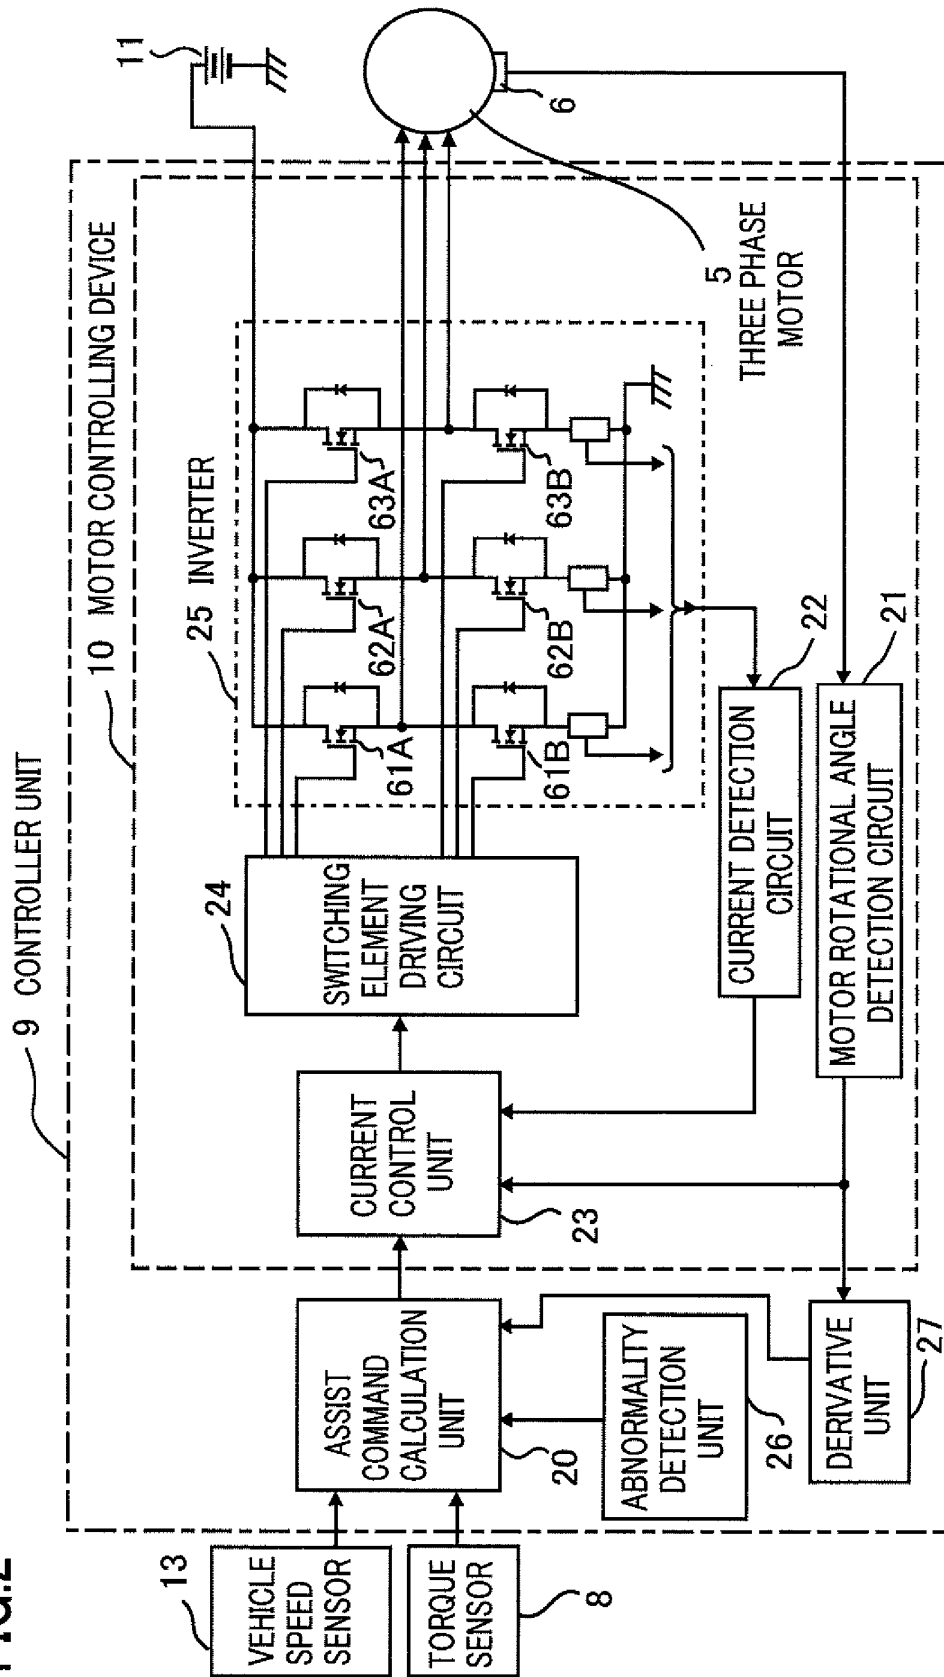 FIG.2
9 CONTROLLER UNIT
10 MOTOR CONTROLLING DEVICE
11
25 INVERTER
13
VEHICLE
SPEED
SENSOR
TORQUE
SENSOR
8
ASSIST
COMMAND
CALCULATION
UNIT
20
CURRENT
CONTROL
UNIT
23
24
SWITCHING
ELEMENT
DRIVING
CIRCUIT
61A
62A
63A
61B
62B
63B
6
5
THREE PHASE
MOTOR
ABNORMALITY
DETECTION
UNIT
26
CURRENT DETECTION
CIRCUIT
22
DERIVATIVE
UNIT
27
MOTOR ROTATIONAL ANGLE
DETECTION CIRCUIT
21